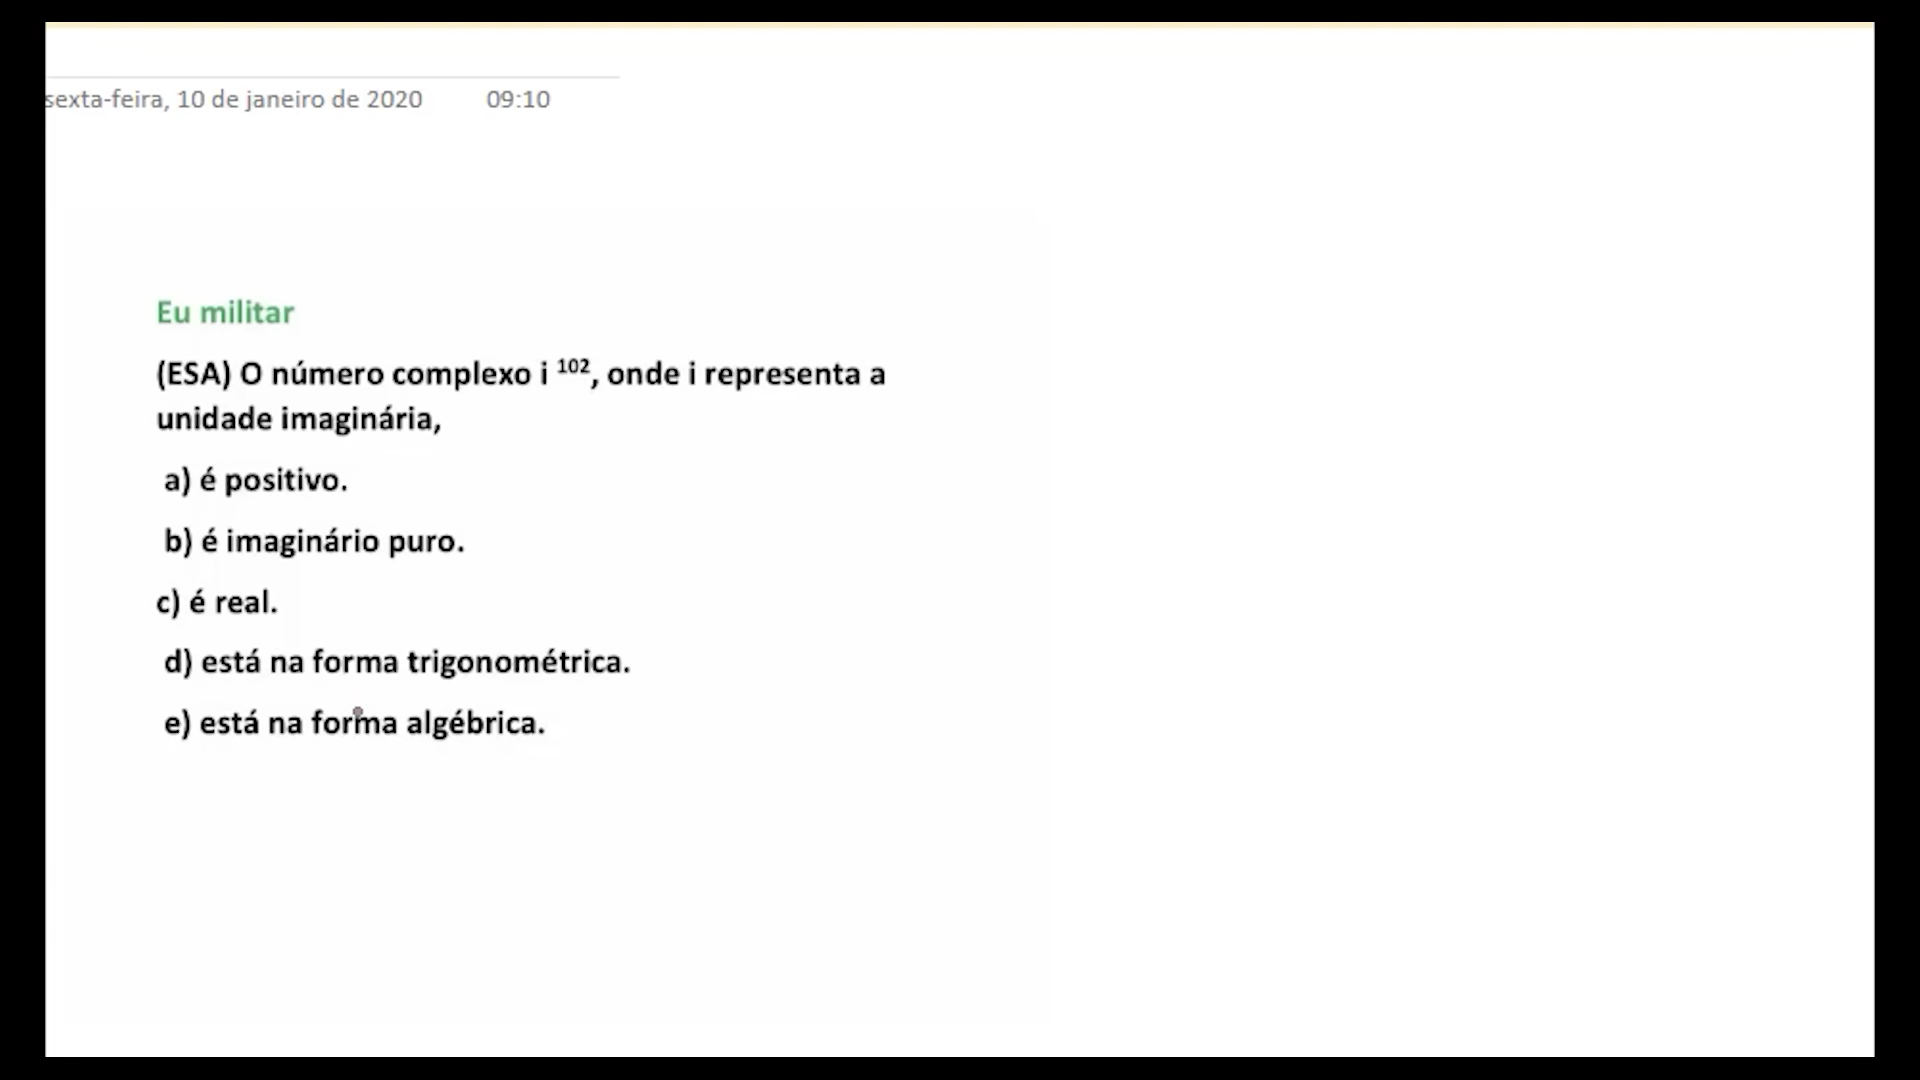 sexta-feira, 10 de janeiro de 2020 09:10
Eu militar
(ESA) O número complexo i ¹⁰², onde i representa a
unidade imaginária,
a) é positivo.
b) é imaginário puro.
c) é real.
d) está na forma trigonométrica.
e) está na forma algébrica.